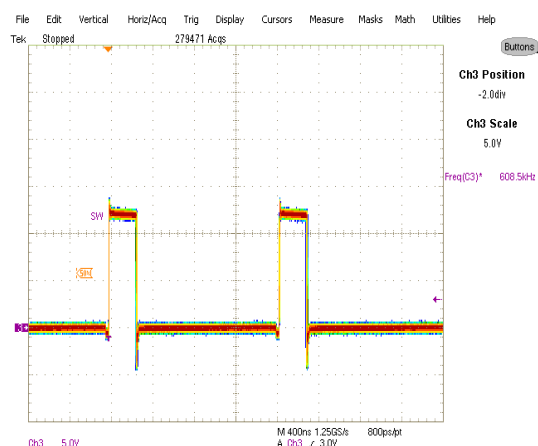 File Edit Vertical Horiz/Acq Trig Display Cursors Measure Masks Math Utilities Help
Tek Stopped 279471 Acqs
Buttons
Ch3 Position
-2.0div
Ch3 Scale
5.0V
Freq(C3)* 608.5kHz
SW
Ch3 5.0V
M 400ns 1.25GS/s 800ps/pt
A Ch3 / 3.0V